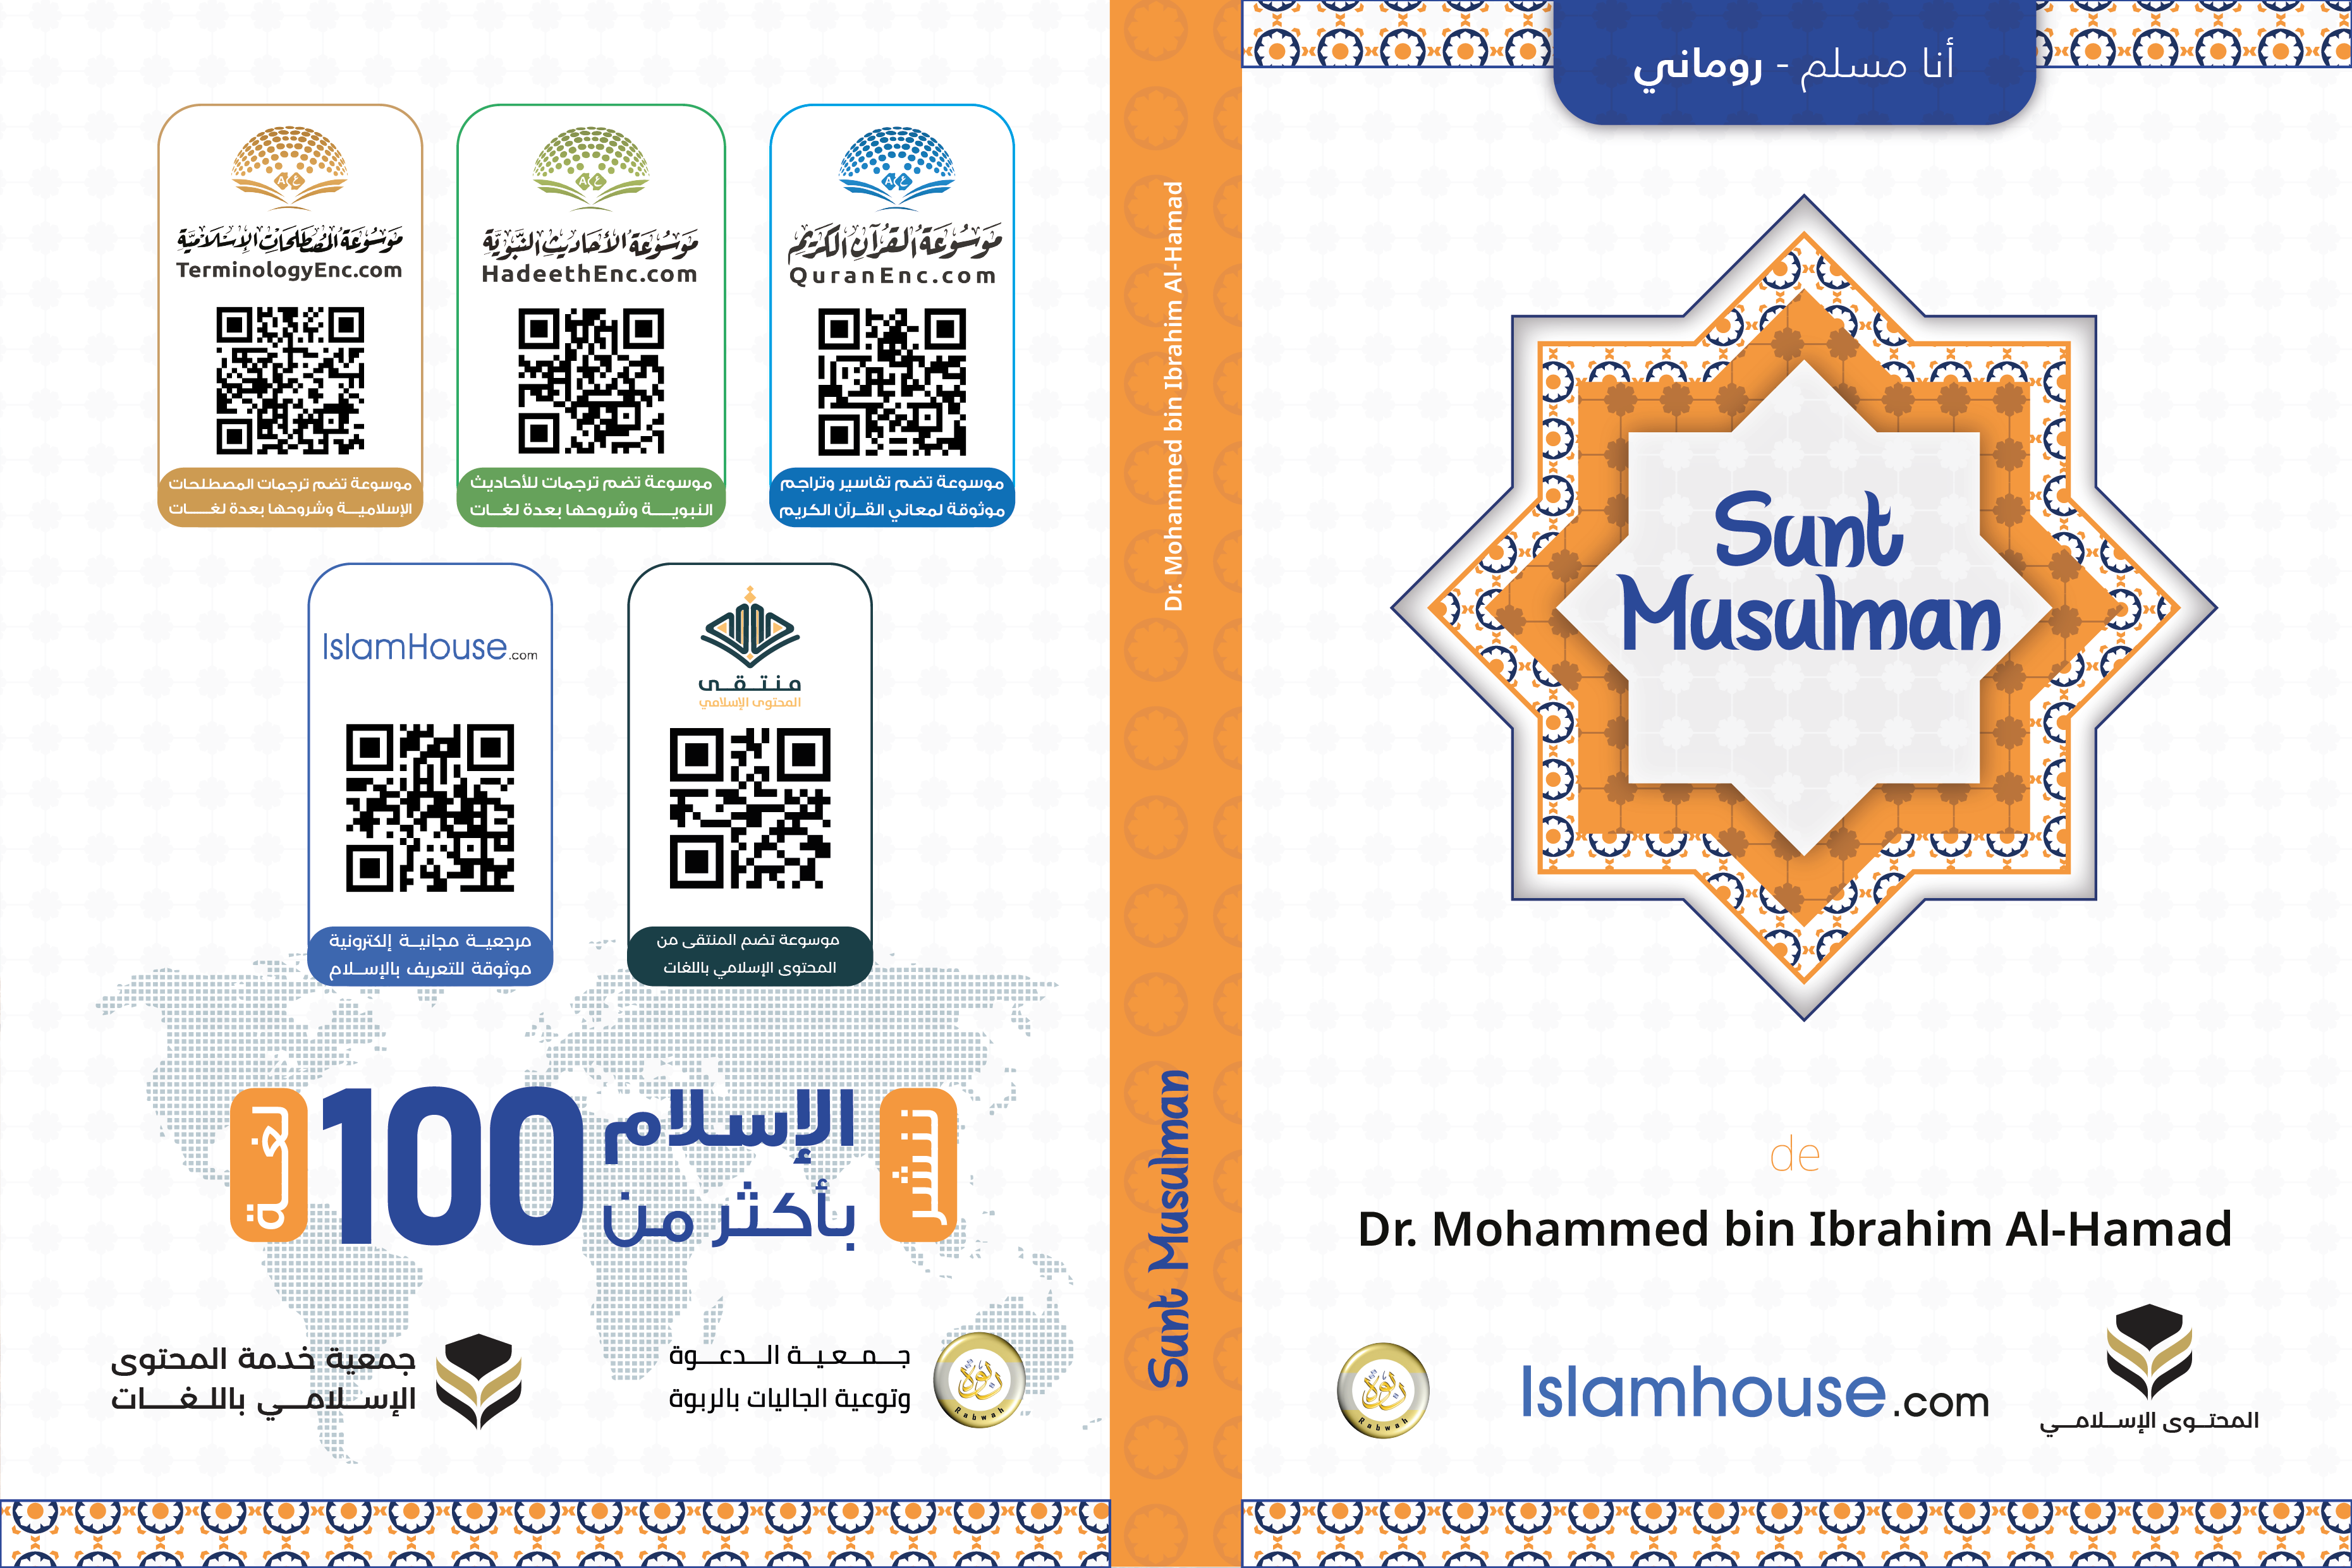 أنا مسلم - روماني
Sunt
Musulman
de
Dr. Mohammed bin Ibrahim Al-Hamad
Rabwah
Islamhouse.com
المحتوى الإسلامي
Dr. Mohammed bin Ibrahim Al-Hamad
Sunt Musulman
موسوعة المصطلحات الإسلامية
TerminologyEnc.com
موسوعة تضم ترجمات المصطلحات
الإسلامية وشروحها بعدة لغات
موسوعة الأحاديث النبوية
HadeethEnc.com
موسوعة تضم ترجمات للأحاديث
النبوية وشروحها بعدة لغات
موسوعة القرآن الكريم
QuranEnc.com
موسوعة تضم تفاسير وتراجم
موثوقة لمعاني القرآن الكريم
IslamHouse.com
مرجعية مجانية إلكترونية
موثوقة للتعريف بالإسلام
منتقى
المحتوى الإسلامي
موسوعة تضم المنتقى من
المحتوى الإسلامي باللغات
ننشر
الإسلام
بأكثر من
100
لغة
جمعية الدعوة
وتوعية الجاليات بالربوة
Rabwah
جمعية خدمة المحتوى
الإسلامي باللغات